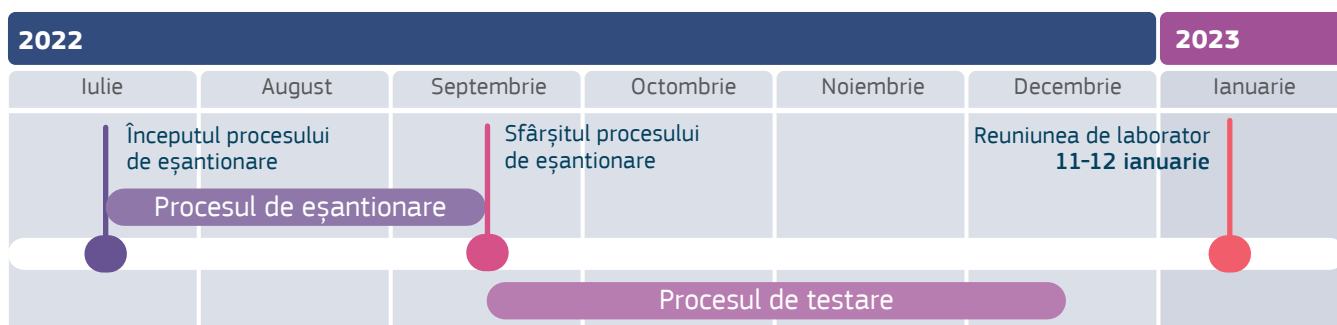 2022
2023
Iulie
August
Septembrie
Octombrie
Noiembrie
Decembrie
Ianuarie
Începutul procesului
de eșantionare
Sfârșitul procesului
de eșantionare
Reuniunea de laborator
11-12 ianuarie
Procesul de eșantionare
Procesul de testare